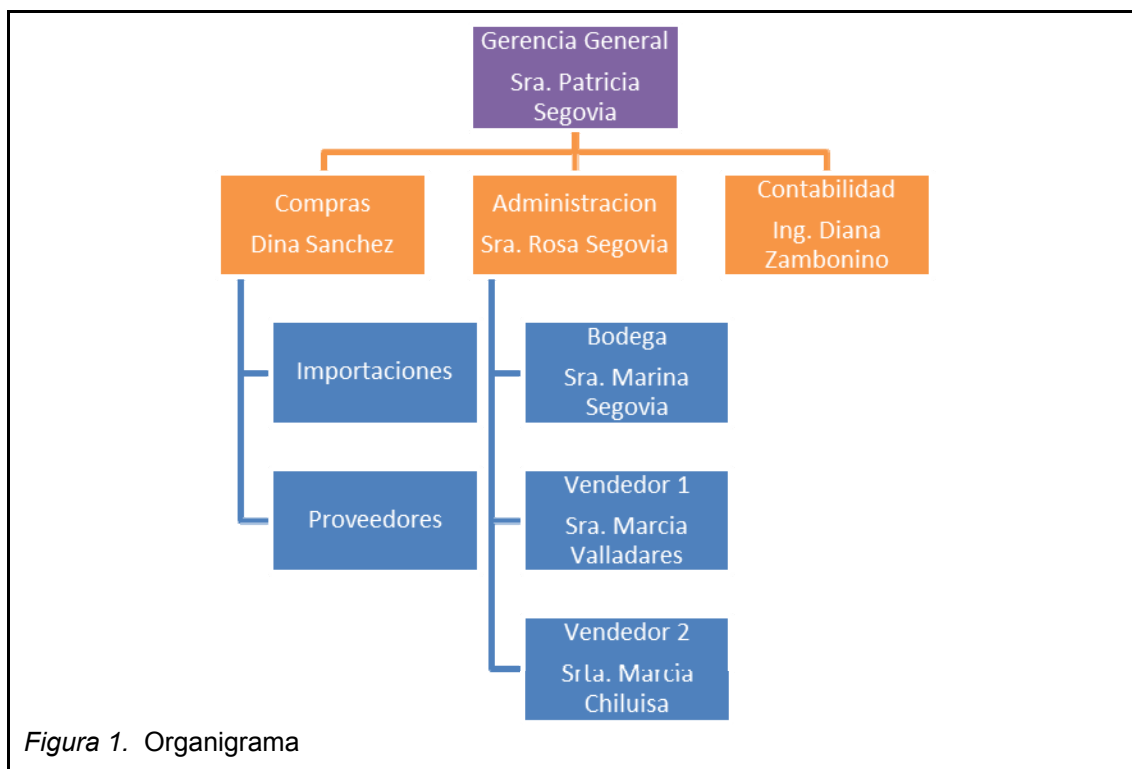 Gerencia General
Sra. Patricia
Segovia
Compras
Dina Sanchez
Administracion
Sra. Rosa Segovia
Contabilidad
Ing. Diana
Zambonino
Importaciones
Proveedores
Bodega
Sra. Marina
Segovia
Vendedor 1
Sra. Marcia
Valladares
Vendedor 2
Srta. Marcia
Chiluisa
Figura 1. Organigrama